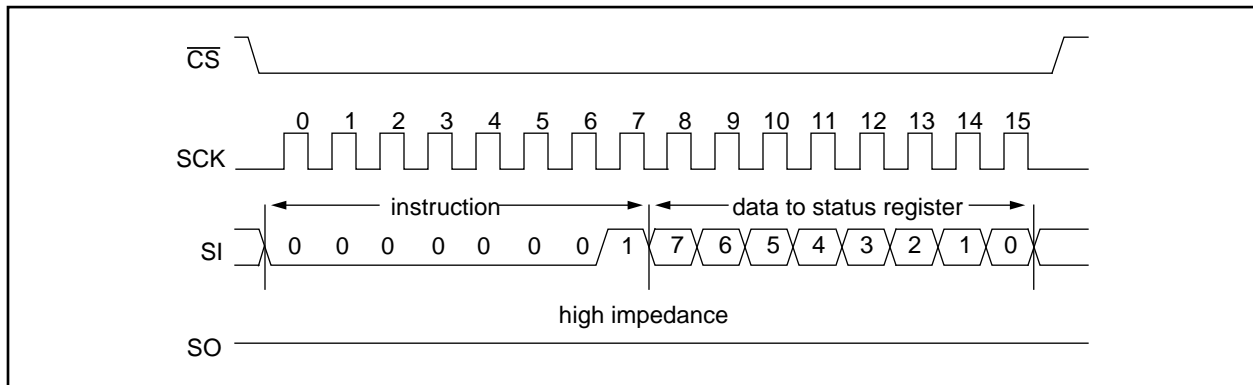 CS
0 1 2 3 4 5 6 7 8 9 10 11 12 13 14 15
SCK
instruction data to status register
SI 0 0 0 0 0 0 0 1 7 6 5 4 3 2 1 0
high impedance
SO